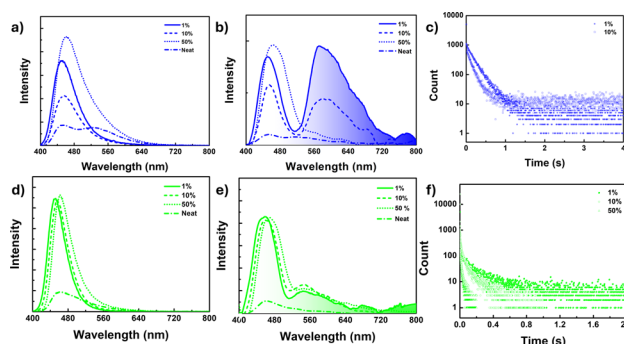 a)
1%
10%
50%
Neat
Intensity
400 480 560 640 720 800
Wavelength (nm)
b)
1%
10%
50%
Neat
Intensity
400 480 560 640 720 800
Wavelength (nm)
c)
1%
10%
Count
10000
1000
100
10
1
0 1 2 3 4
Time (s)
d)
1%
10%
50%
Neat
Intensity
400 480 560 640 720 800
Wavelength (nm)
e)
1%
10%
50 %
Neat
Intensity
400 480 560 640 720 800
Wavelength (nm)
f)
1%
10%
50%
Count
10000
1000
100
10
1
0.0 0.4 0.8 1.2 1.6 2
Time (s)